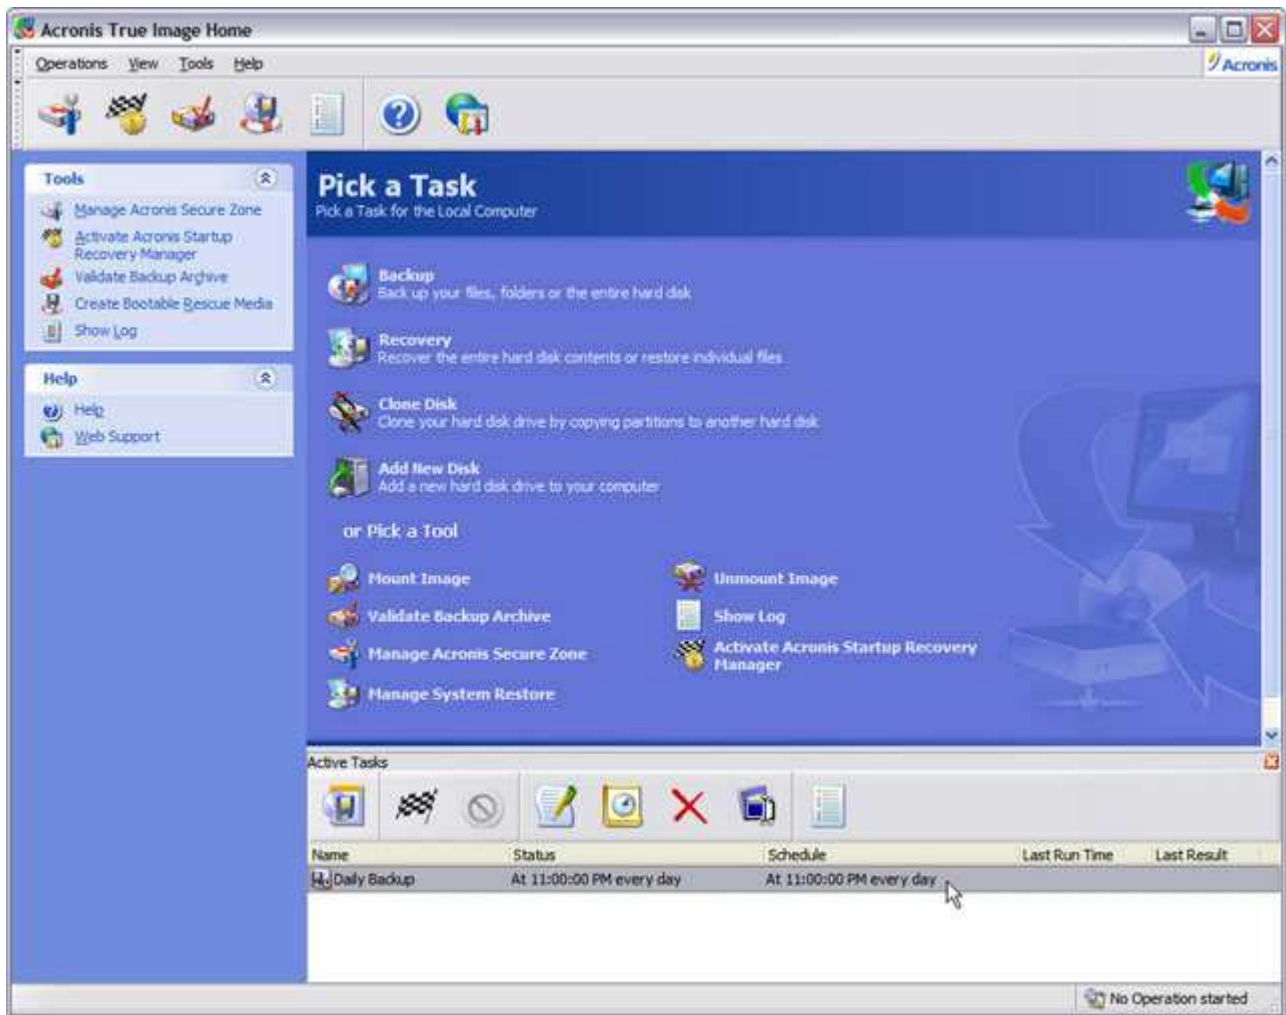 Acronis True Image Home
Operations View Tools Help
Acronis
Tools
Manage Acronis Secure Zone
Activate Acronis Startup
Recovery Manager
Validate Backup Archive
Create Bootable Rescue Media
Show Log
Help
Help
Web Support
Pick a Task
Pick a Task for the Local Computer
Backup
Back up your files, folders or the entire hard disk
Recovery
Recover the entire hard disk contents or restore individual files
Clone Disk
Clone your hard disk drive by copying partitions to another hard disk
Add New Disk
Add a new hard disk drive to your computer
or Pick a Tool
Mount Image
Unmount Image
Validate Backup Archive
Show Log
Manage Acronis Secure Zone
Activate Acronis Startup Recovery
Manager
Manage System Restore
Active Tasks
Name Status Schedule Last Run Time Last Result
Daily Backup At 11:00:00 PM every day At 11:00:00 PM every day
No Operation started